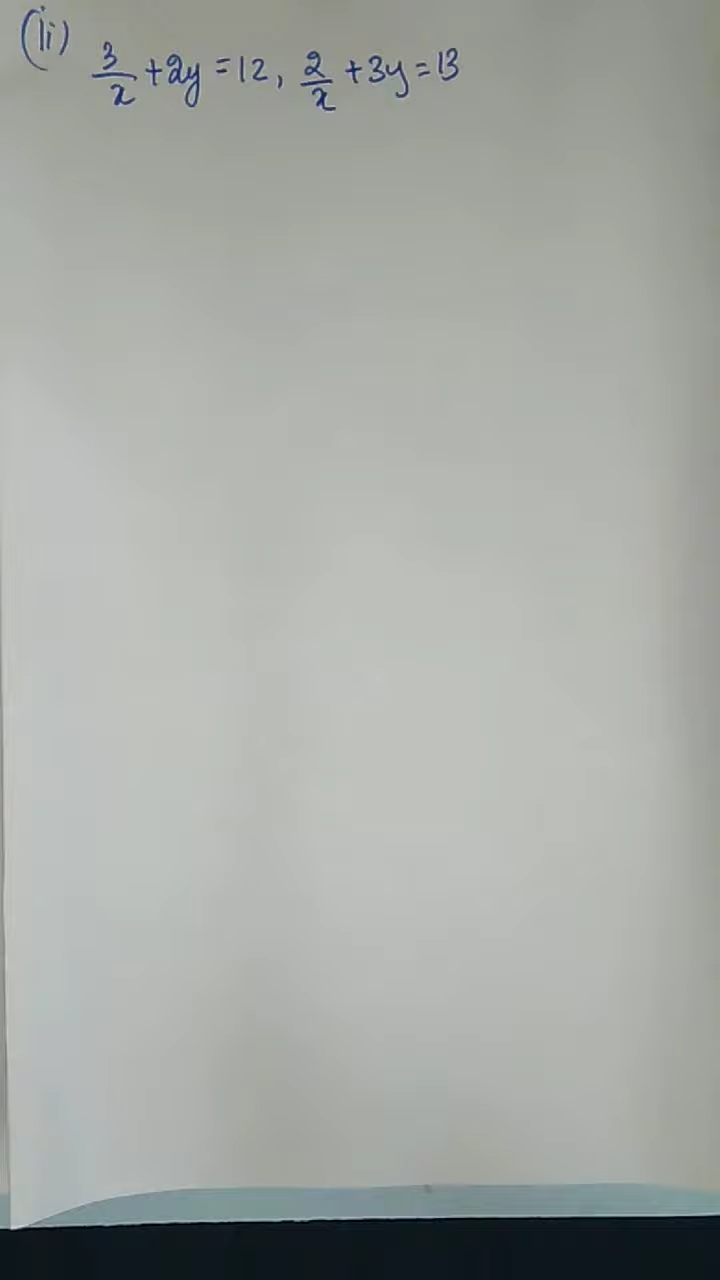 (ii) 3/x + 2y = 12, 2/x + 3y = 13